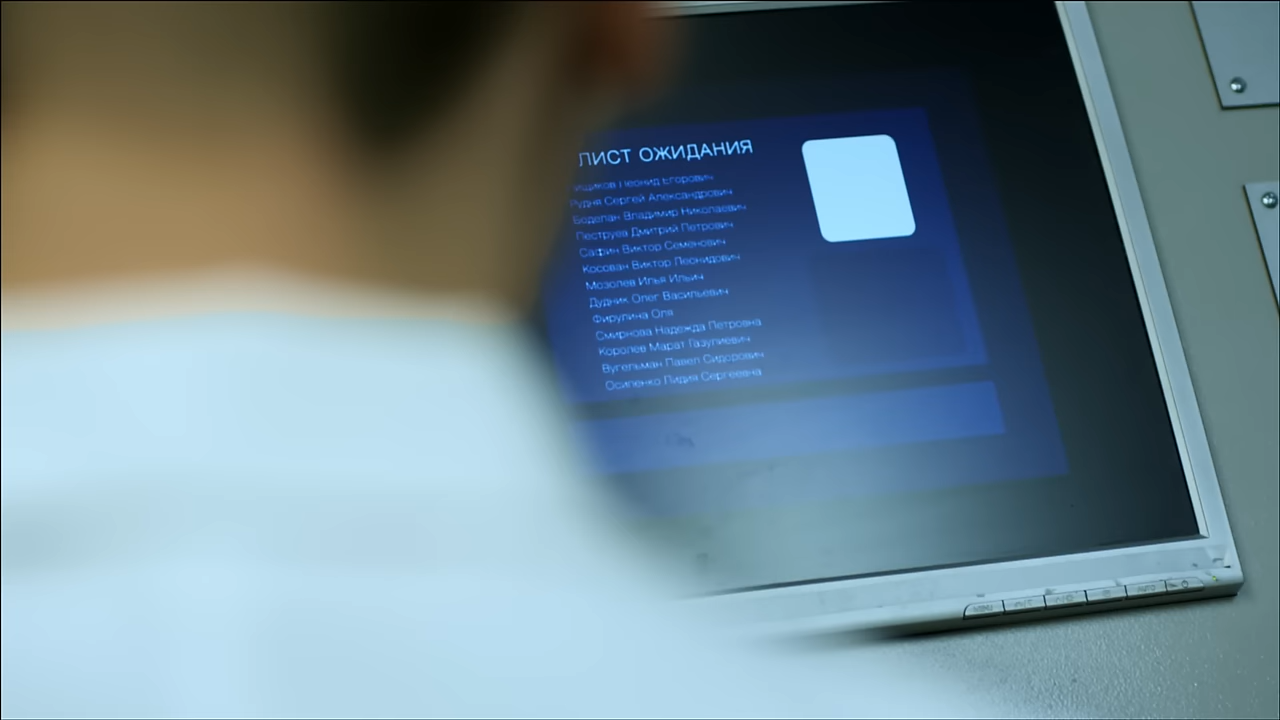 ЛИСТ ОЖИДАНИЯ
Леонид Егорович
Рудня Сергей Александрович
Боделан Владимир Николаевич
Пеструев Дмитрий Петрович
Сафин Виктор Семенович
Косован Виктор Леонидович
Мозолев Илья Ильич
Дудник Олег Васильевич
Фирулина Оля
Смирнова Надежда Петровна
Королев Марат Газулиевич
Вугельман Павел Сидорович
Осипенко Лидия Сергеевна
MENU